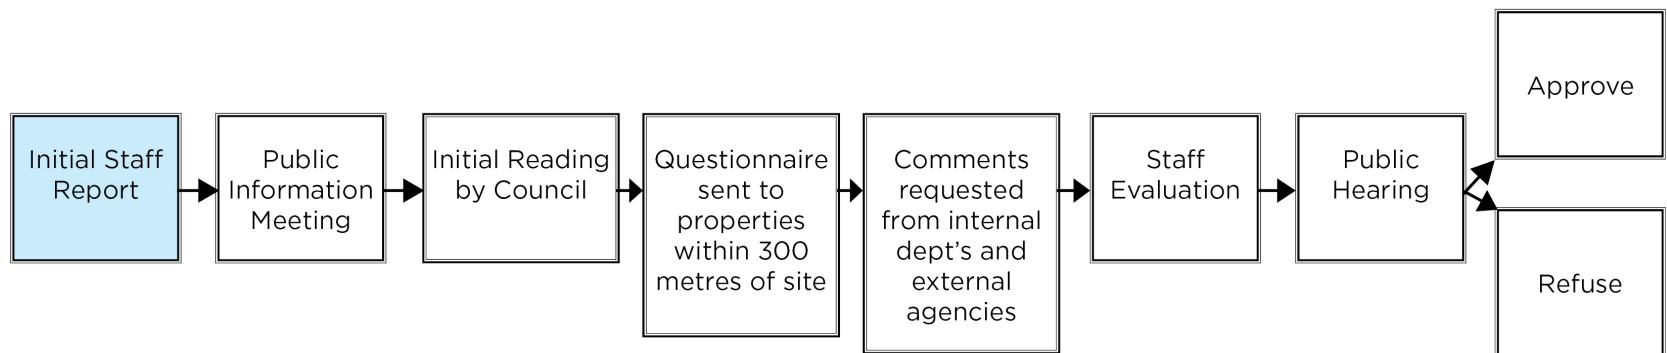 Initial Staff
Report
Public
Information
Meeting
Initial Reading
by Council
Questionnaire
sent to
properties
within 300
metres of site
Comments
requested
from internal
dept's and
external
agencies
Staff
Evaluation
Public
Hearing
Approve
Refuse